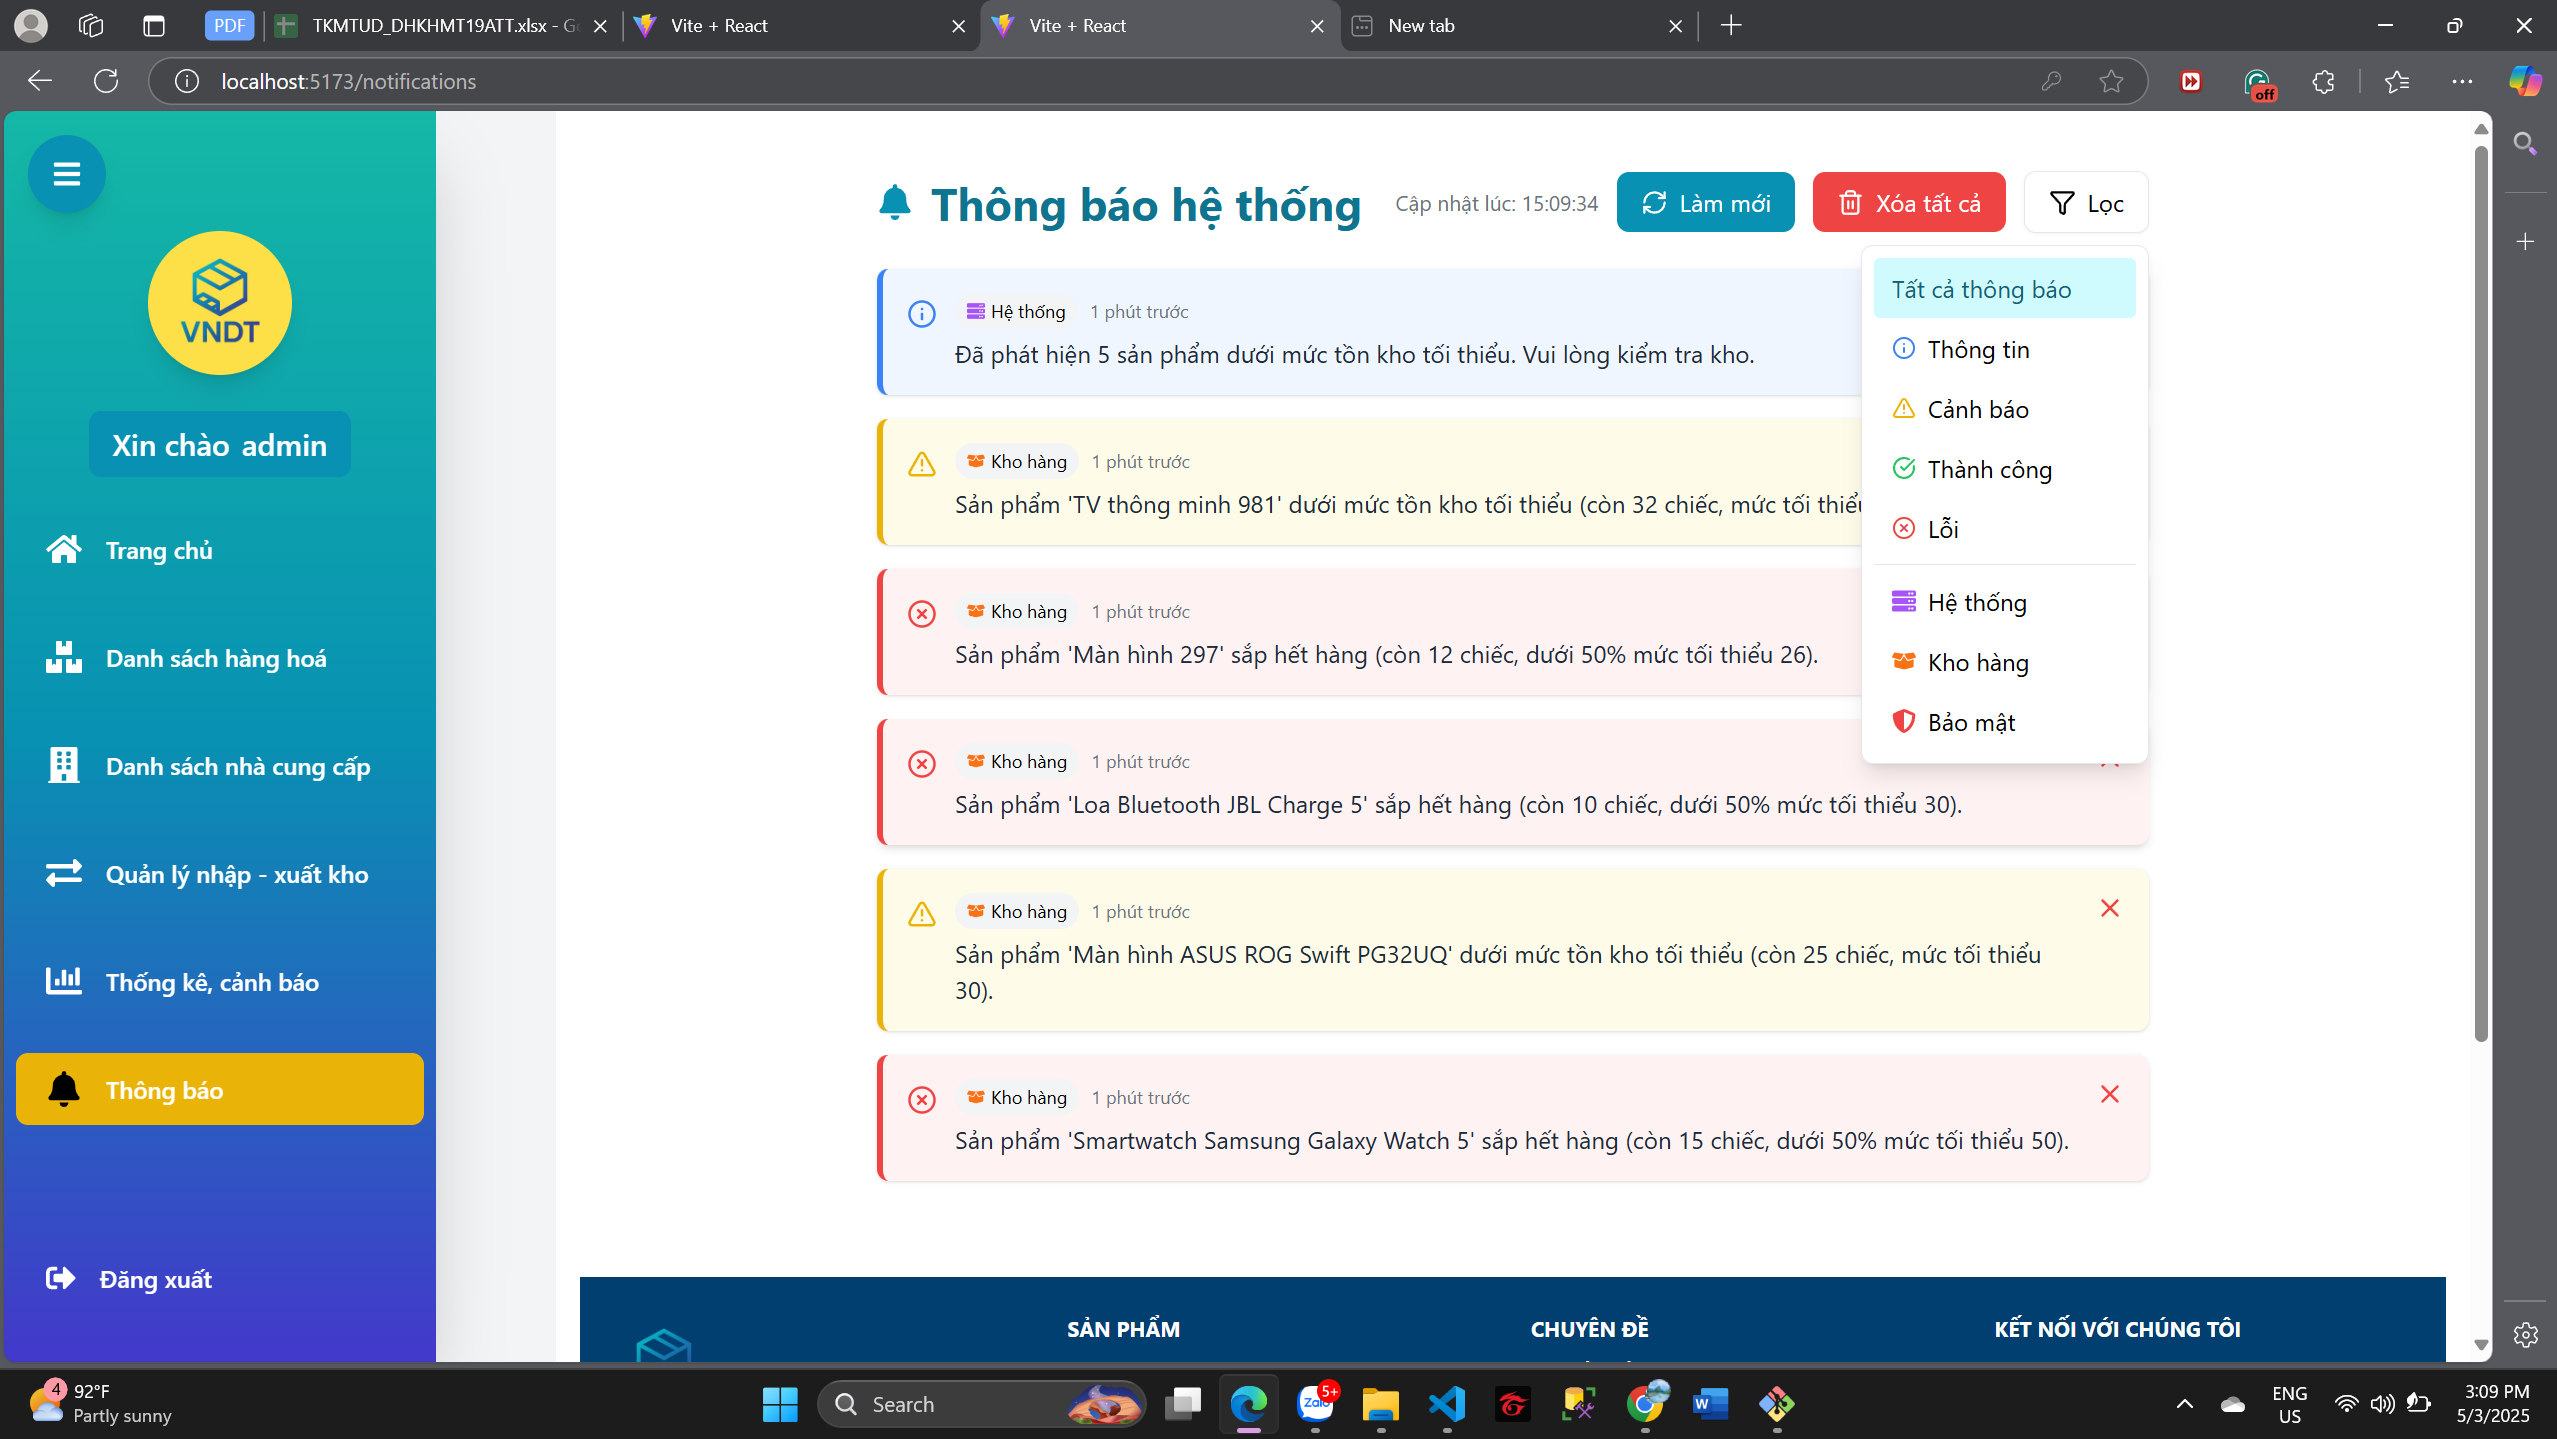 PDF
TKMTUD_DHKHMT19ATT.xlsx - G
Vite + React
Vite + React
New tab
localhost:5173/notifications
off
VNDT
Xin chào admin
Trang chủ
Danh sách hàng hoá
Danh sách nhà cung cấp
Quản lý nhập - xuất kho
Thống kê, cảnh báo
Thông báo
Đăng xuất
Thông báo hệ thống
Cập nhật lúc: 15:09:34
Làm mới
Xóa tất cả
Lọc
Tất cả thông báo
Thông tin
Cảnh báo
Thành công
Lỗi
Hệ thống
Kho hàng
Bảo mật
Hệ thống 1 phút trước
Đã phát hiện 5 sản phẩm dưới mức tồn kho tối thiểu. Vui lòng kiểm tra kho.
Kho hàng 1 phút trước
Sản phẩm 'TV thông minh 981' dưới mức tồn kho tối thiểu (còn 32 chiếc, mức tối thiểu
Kho hàng 1 phút trước
Sản phẩm 'Màn hình 297' sắp hết hàng (còn 12 chiếc, dưới 50% mức tối thiểu 26).
Kho hàng 1 phút trước
Sản phẩm 'Loa Bluetooth JBL Charge 5' sắp hết hàng (còn 10 chiếc, dưới 50% mức tối thiểu 30).
Kho hàng 1 phút trước
Sản phẩm 'Màn hình ASUS ROG Swift PG32UQ' dưới mức tồn kho tối thiểu (còn 25 chiếc, mức tối thiểu
30).
Kho hàng 1 phút trước
Sản phẩm 'Smartwatch Samsung Galaxy Watch 5' sắp hết hàng (còn 15 chiếc, dưới 50% mức tối thiểu 50).
SẢN PHẨM
CHUYÊN ĐỀ
KẾT NỐI VỚI CHÚNG TÔI
4
92°F
Partly sunny
Search
Zalo
5+
W
ENG
US
3:09 PM
5/3/2025